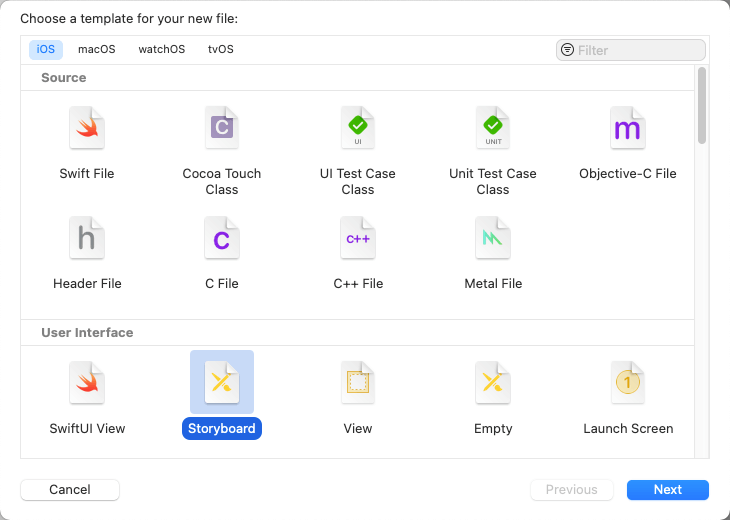 Choose a template for your new file:
iOS macOS watchOS tvOS Filter
Source
C UI UNIT m
Swift File Cocoa Touch Class UI Test Case Class Unit Test Case Class Objective-C File
h C C++
Header File C File C++ File Metal File
User Interface
1
SwiftUI View Storyboard View Empty Launch Screen
Cancel Previous Next